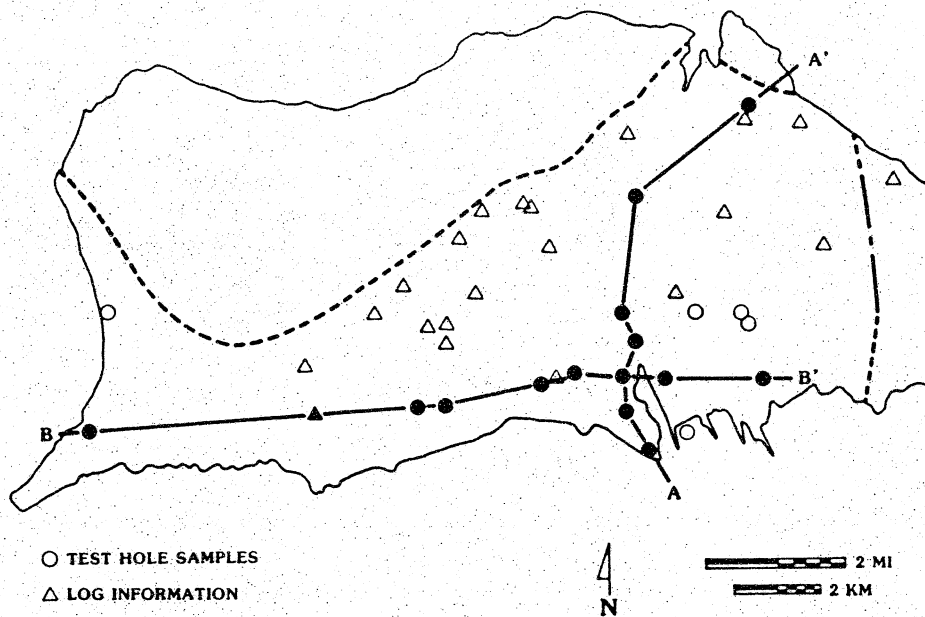 A'
B'
B
A
TEST HOLE SAMPLES
LOG INFORMATION
N
2 MI
2 KM